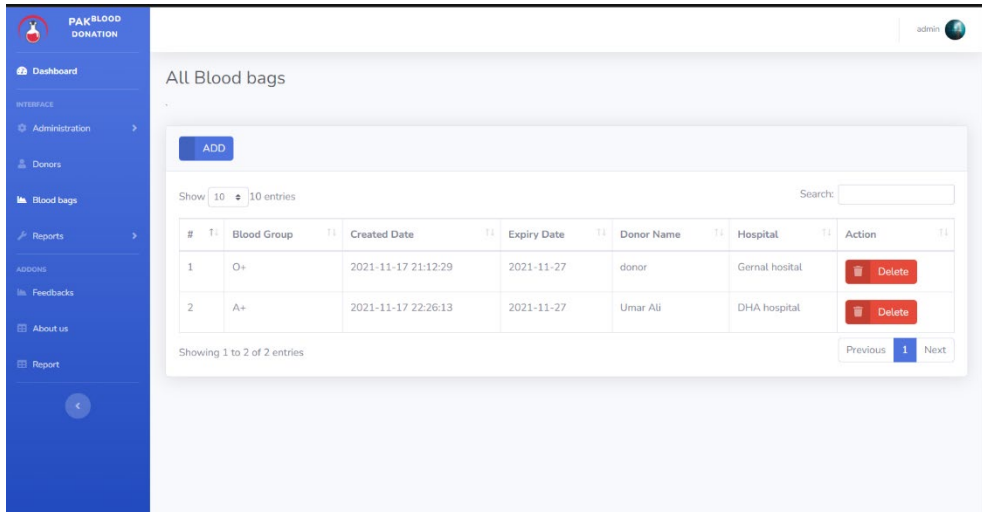 PAK BLOOD
DONATION
admin
Dashboard
INTERFACE
Administration
Donors
Blood bags
Reports
ADDONS
Feedbacks
About us
Report
All Blood bags
.
ADD
Show 10 10 entries
Search:
# Blood Group Created Date Expiry Date Donor Name Hospital Action
1 O+ 2021-11-17 21:12:29 2021-11-27 donor Gernal hosital Delete
2 A+ 2021-11-17 22:26:13 2021-11-27 Umar Ali DHA hospital Delete
Showing 1 to 2 of 2 entries
Previous 1 Next